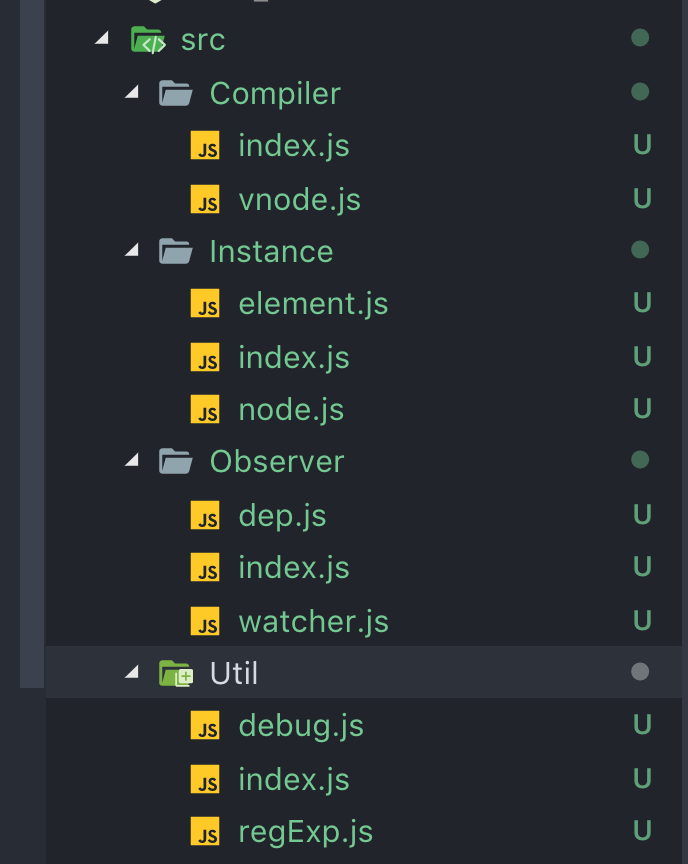 src
Compiler
JS index.js U
JS vnode.js U
Instance
JS element.js U
JS index.js U
JS node.js U
Observer
JS dep.js U
JS index.js U
JS watcher.js U
Util
JS debug.js U
JS index.js U
JS regExp.js U